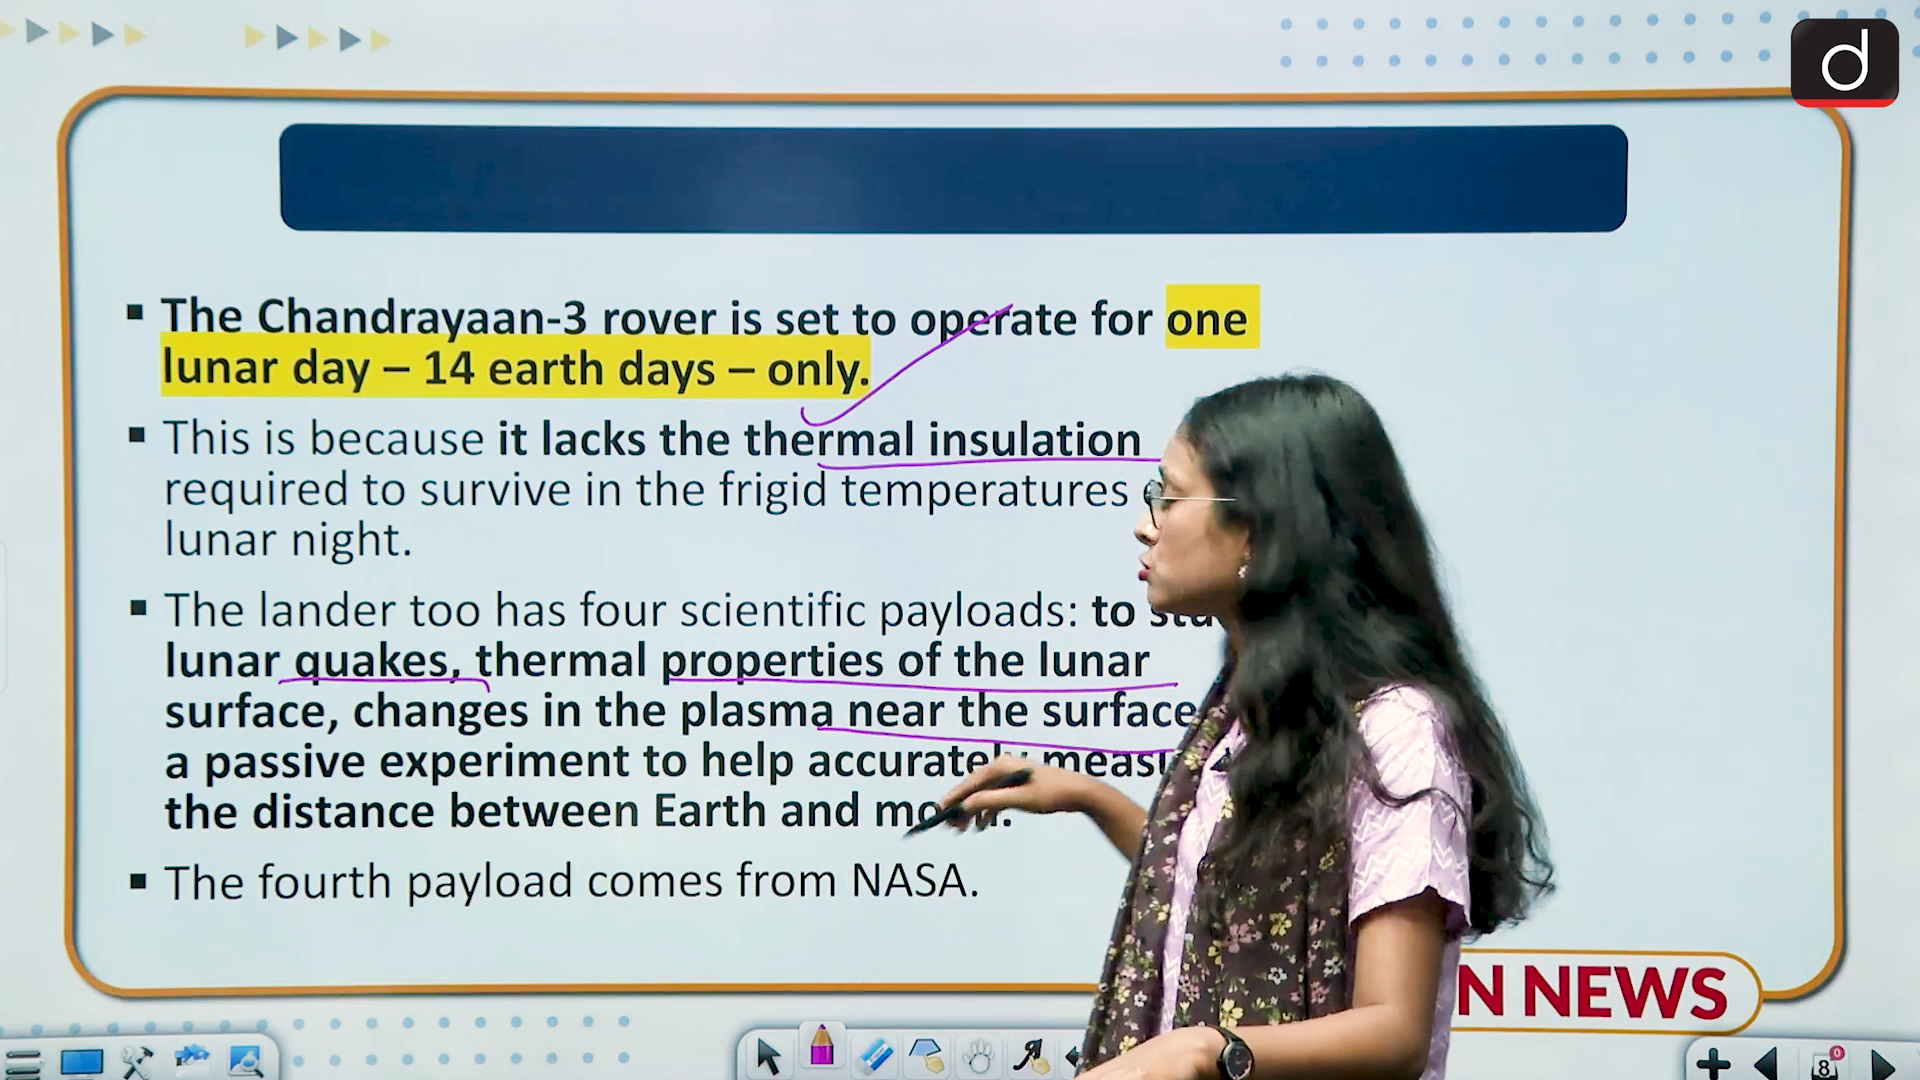 d
The Chandrayaan-3 rover is set to operate for one
lunar day – 14 earth days – only.
This is because it lacks the thermal insulation
required to survive in the frigid temperatures
lunar night.
The lander too has four scientific payloads: to
lunar quakes, thermal properties of the lunar
surface, changes in the plasma near the surface
a passive experiment to help accurately
the distance between Earth and
The fourth payload comes from NASA.
N NEWS
8
0